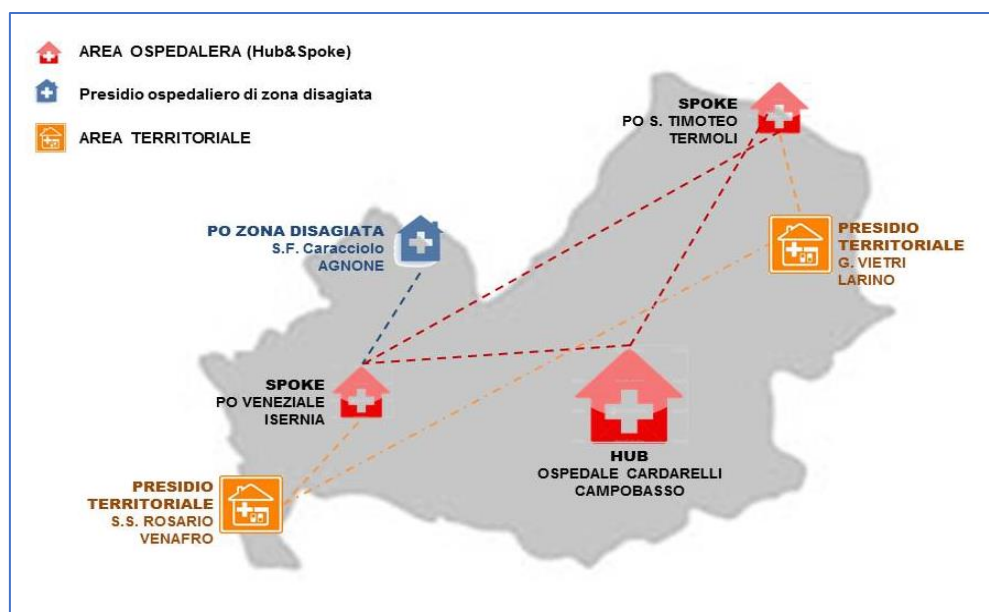 AREA OSPEDALERA (Hub&Spoke)
Presidio ospedaliero di zona disagiata
AREA TERRITORIALE
SPOKE
PO S. TIMOTEO
TERMOLI
PO ZONA DISAGIATA
S.F. Caracciolo
AGNONE
PRESIDIO
TERRITORIALE
G. VIETRI
LARINO
SPOKE
PO VENEZIALE
ISERNIA
HUB
OSPEDALE CARDARELLI
CAMPOBASSO
PRESIDIO
TERRITORIALE
S.S. ROSARIO
VENAFRO